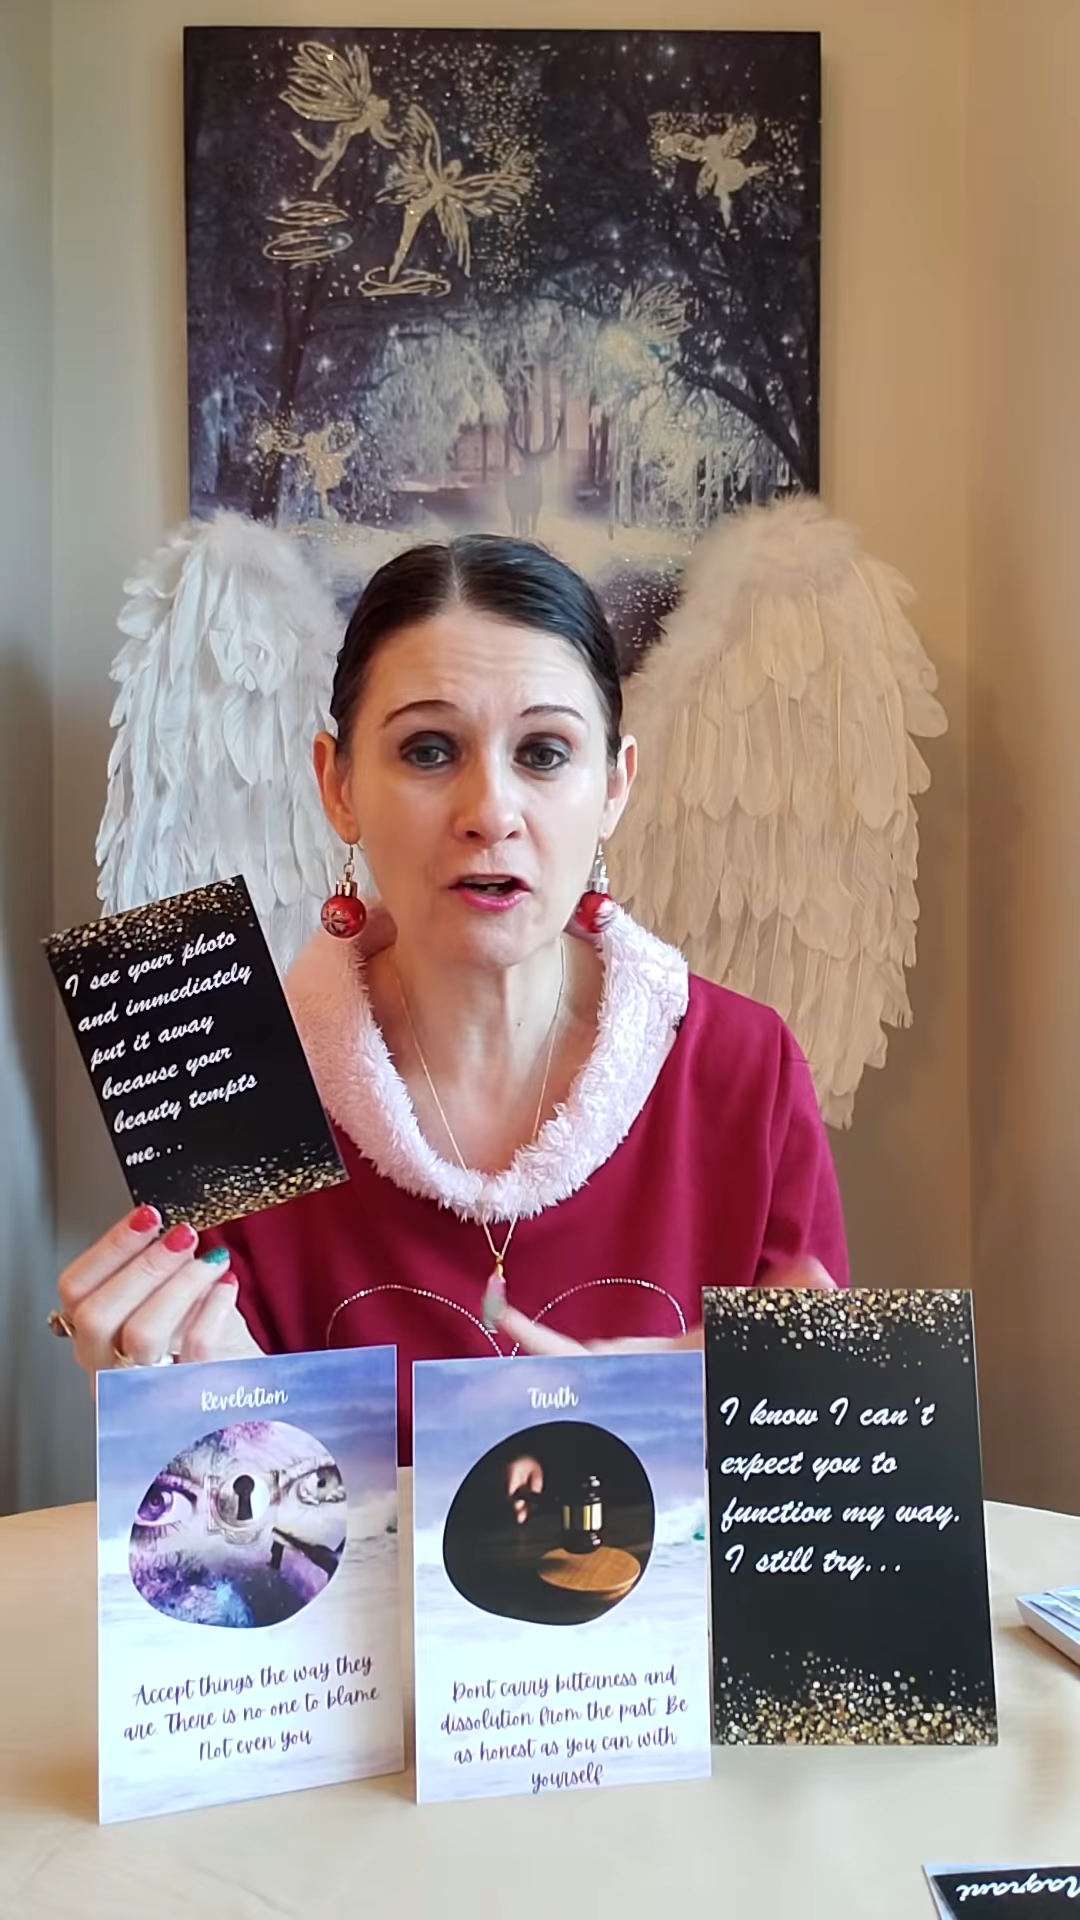 I see your photo
and immediately
put it away
because your
beauty tempts
me...
Revelation
Accept things the way they
are. There is no one to blame.
Not even you
Truth
Dont carry bitterness and
dissolution from the past. Be
as honest as you can with
yourself
I know I can't
expect you to
function my way.
I still try...